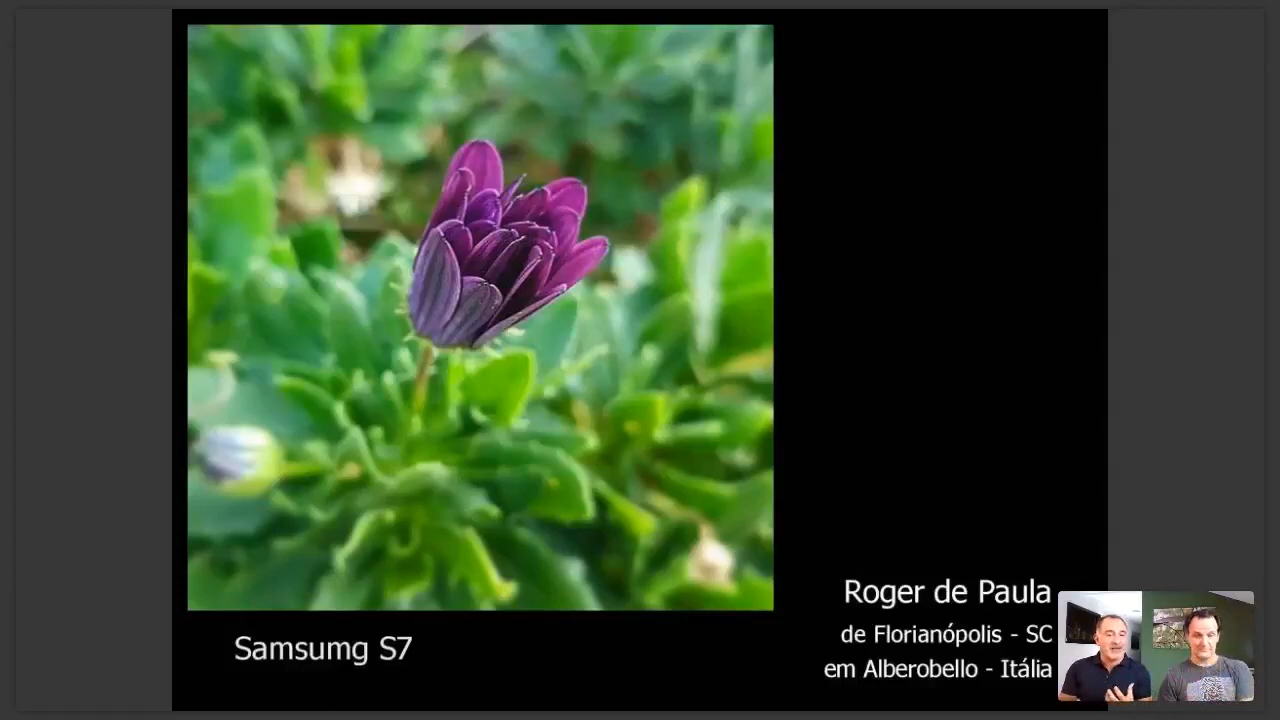 Samsumg S7
Roger de Paula
de Florianópolis - SC
em Alberobello - Itália